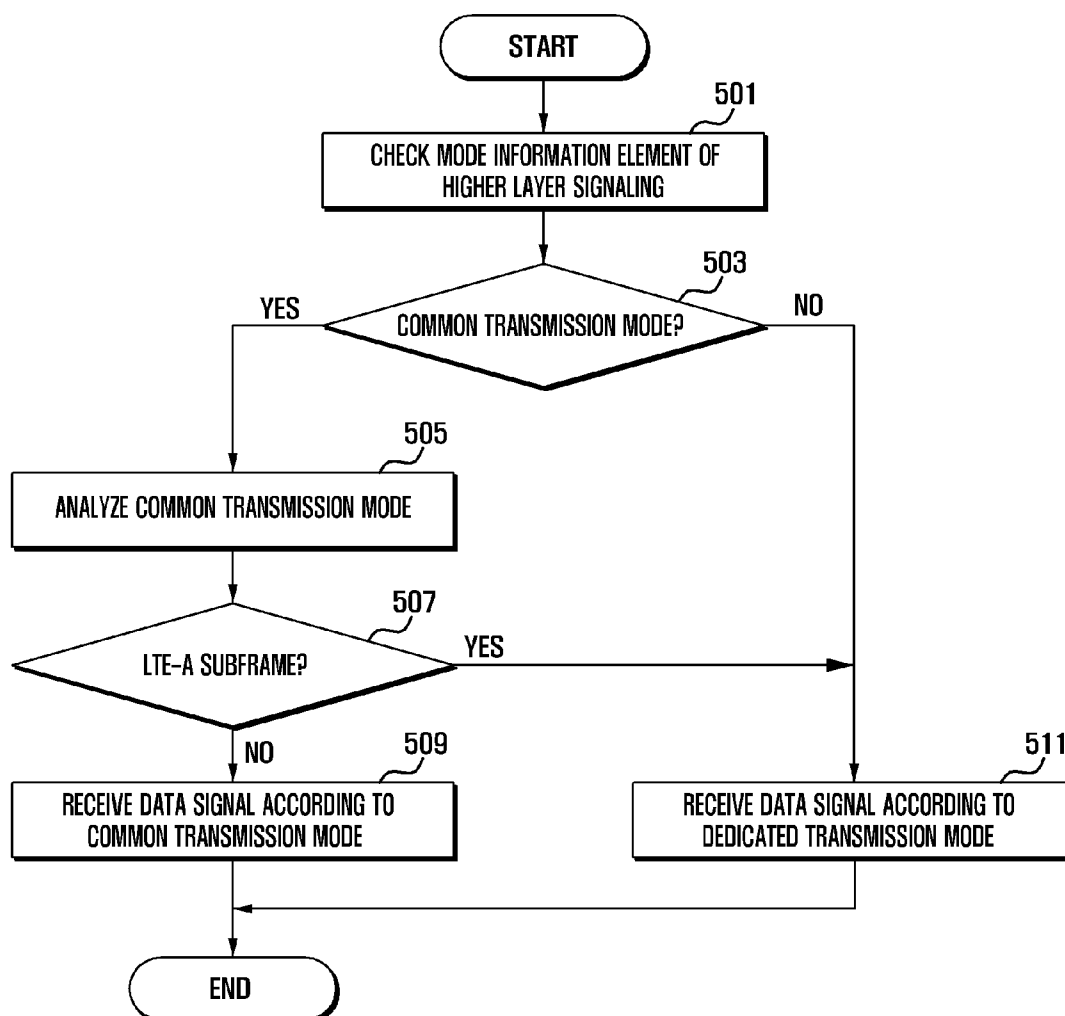 START
501
CHECK MODE INFORMATION ELEMENT OF
HIGHER LAYER SIGNALING
503
YES
COMMON TRANSMISSION MODE?
NO
505
ANALYZE COMMON TRANSMISSION MODE
507
LTE-A SUBFRAME?
YES
NO
509
RECEIVE DATA SIGNAL ACCORDING TO
COMMON TRANSMISSION MODE
511
RECEIVE DATA SIGNAL ACCORDING TO
DEDICATED TRANSMISSION MODE
END